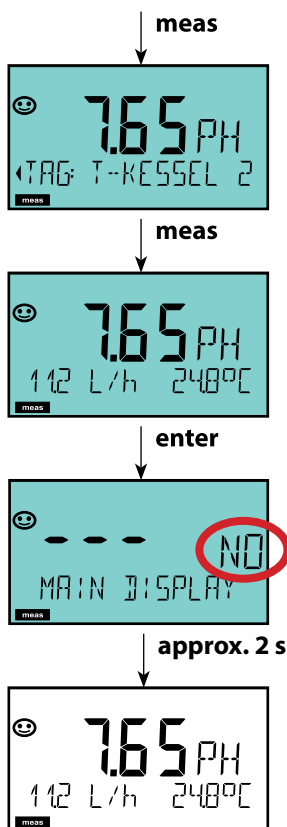 meas
7.65 PH
TAG: T-KESSEL 2
meas
meas
7.65 PH
11.2 L/h 24.8°C
meas
enter
--- NO
MAIN DISPLAY
meas
approx. 2 s
7.65 PH
11.2 L/h 24.8°C
meas